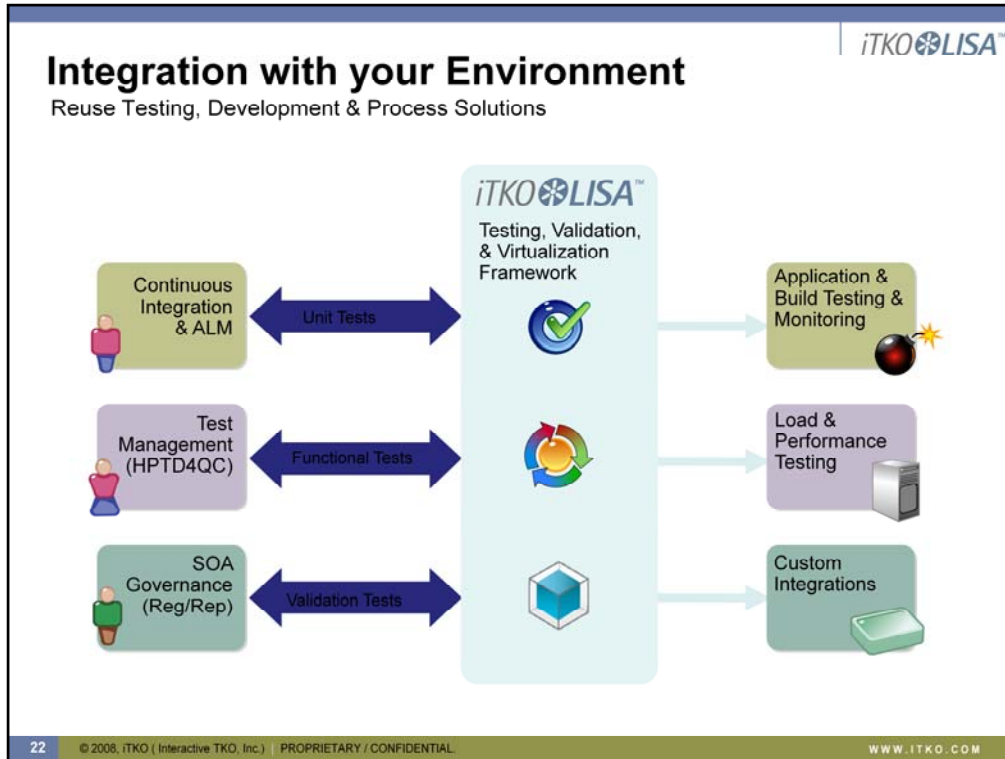 iTKO LISA™
Integration with your Environment
Reuse Testing, Development & Process Solutions
iTKO LISA™
Testing, Validation,
& Virtualization
Framework
Continuous
Integration
& ALM
Unit Tests
Application &
Build Testing &
Monitoring
Test
Management
(HPTD4QC)
Functional Tests
Load &
Performance
Testing
SOA
Governance
(Reg/Rep)
Validation Tests
Custom
Integrations
22 © 2008, iTKO ( Interactive TKO, Inc.) | PROPRIETARY / CONFIDENTIAL. WWW.ITKO.COM